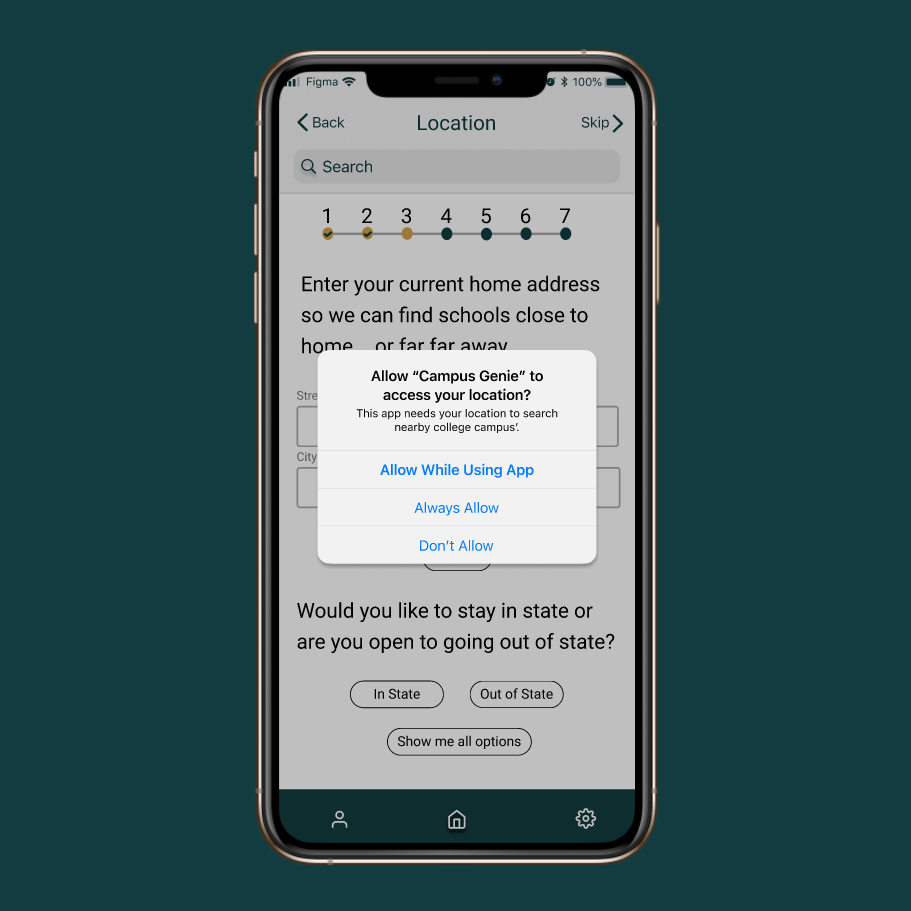 Figma 100%
Back Location Skip
Search
1 2 3 4 5 6 7
Enter your current home address
so we can find schools close to
home... or far far away
Allow “Campus Genie” to
access your location?
This app needs your location to search
nearby college campus’.
Stre
City
Allow While Using App
Always Allow
Don’t Allow
Would you like to stay in state or
are you open to going out of state?
In State Out of State
Show me all options